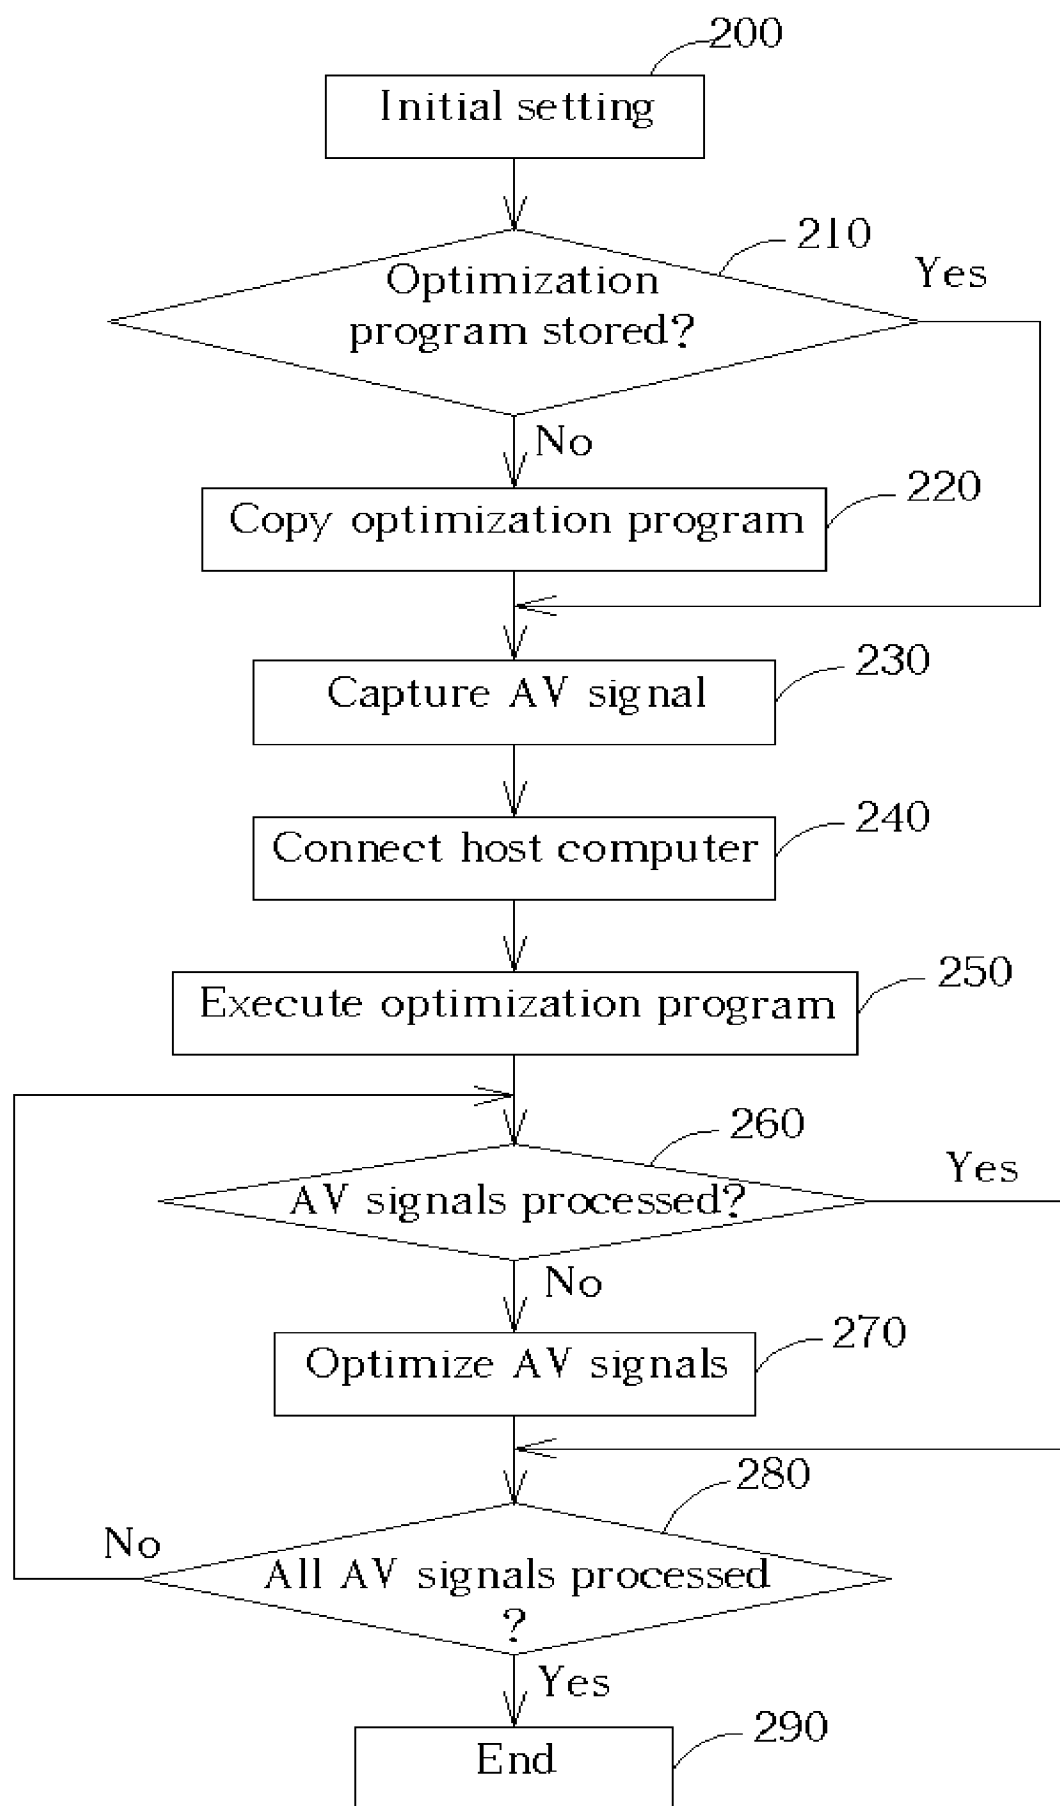 200
Initial setting
210
Yes
Optimization
program stored?
No
220
Copy optimization program
230
Capture AV signal
240
Connect host computer
250
Execute optimization program
260
Yes
AV signals processed?
No
270
Optimize AV signals
280
No
All AV signals processed
?
Yes
290
End